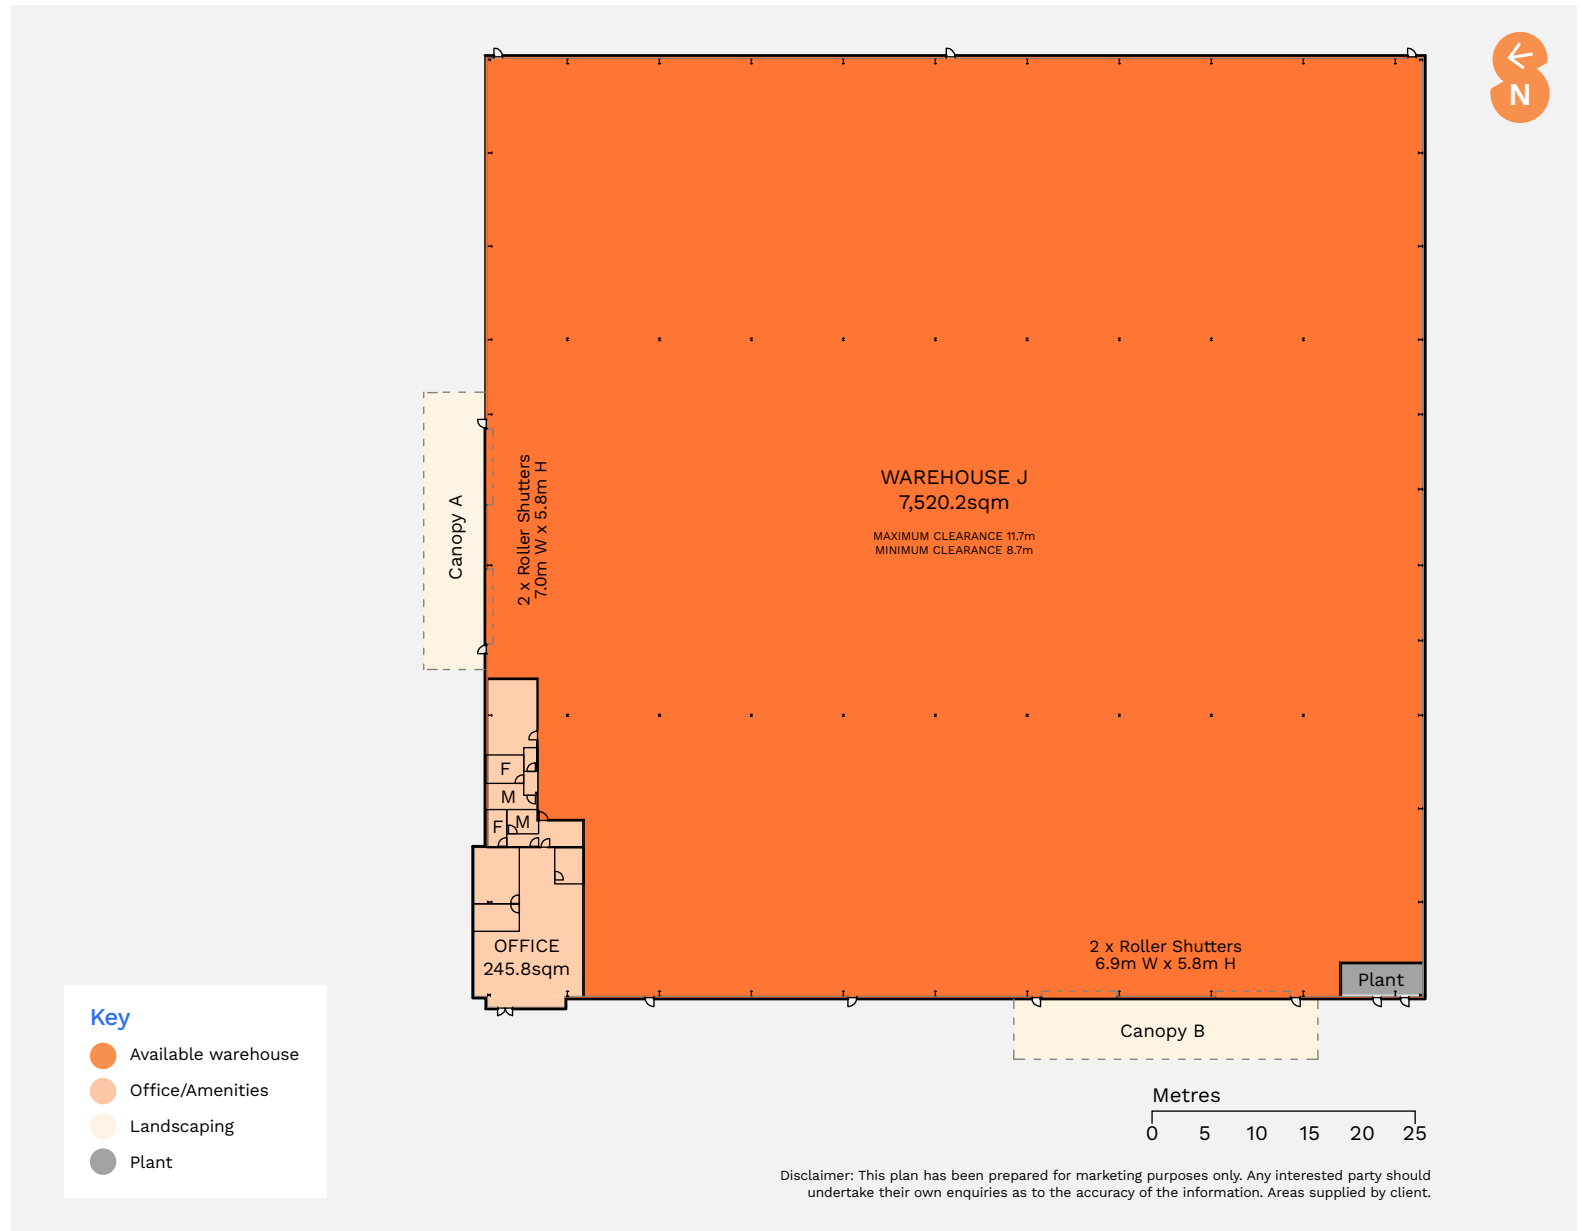 N
WAREHOUSE J
7,520.2sqm
MAXIMUM CLEARANCE 11.7m
MINIMUM CLEARANCE 8.7m
Canopy A
2 x Roller Shutters
7.0m W x 5.8m H
F
M
F
M
OFFICE
245.8sqm
2 x Roller Shutters
6.9m W x 5.8m H
Plant
Canopy B
Key
Available warehouse
Office/Amenities
Landscaping
Plant
Metres
0 5 10 15 20 25
Disclaimer: This plan has been prepared for marketing purposes only. Any interested party should
undertake their own enquiries as to the accuracy of the information. Areas supplied by client.